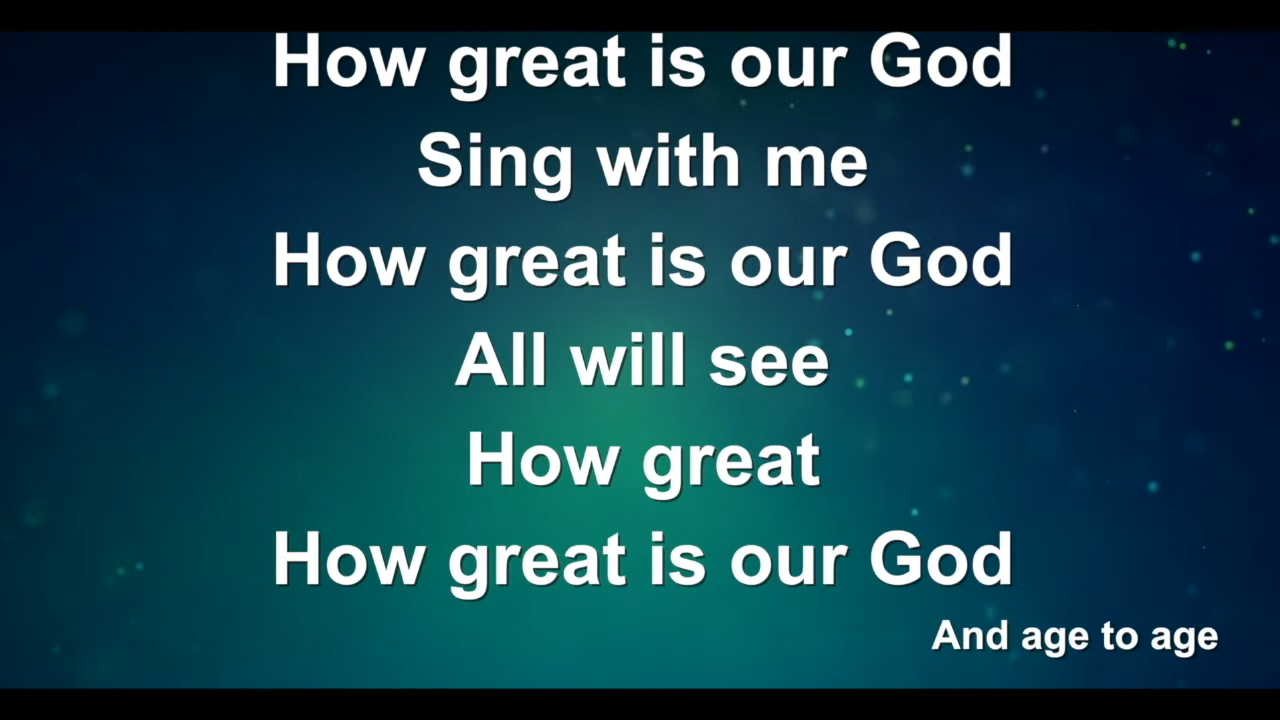 How great is our God
Sing with me
How great is our God
All will see
How great
How great is our God
And age to age